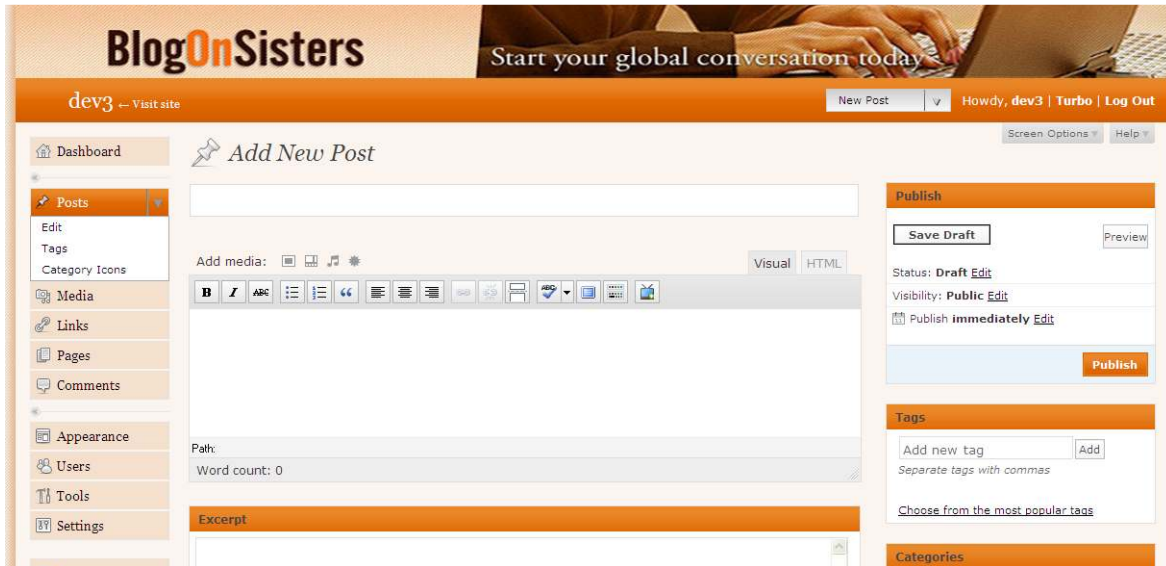 BlogOnSisters
Start your global conversation today
dev3 ← Visit site
New Post
Howdy, dev3 | Turbo | Log Out
Screen Options
Help
Dashboard
Posts
Edit
Tags
Category Icons
Media
Links
Pages
Comments
Appearance
Users
Tools
Settings
Add New Post
Add media:
Visual
HTML
B I ABC
ABC
Path:
Word count: 0
Excerpt
Publish
Save Draft
Preview
Status: Draft Edit
Visibility: Public Edit
Publish immediately Edit
Publish
Tags
Add new tag
Add
Separate tags with commas
Choose from the most popular tags
Categories